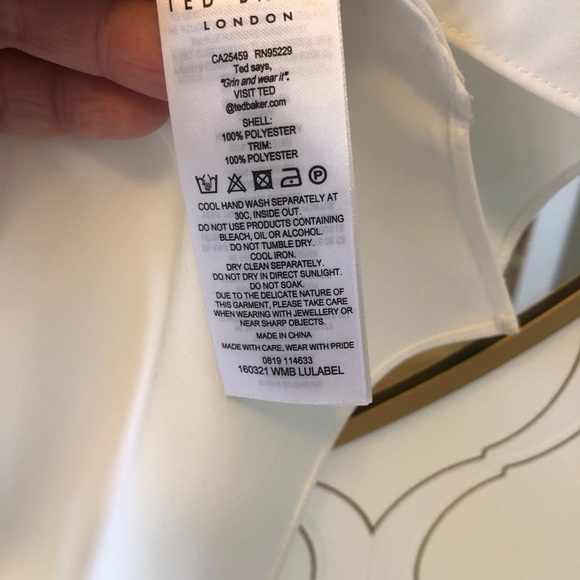 TED
LONDON
CA25459 RN95229
Ted says,
"Grin and wear it".
VISIT TED
@tedbaker.com
SHELL:
100% POLYESTER
TRIM:
100% POLYESTER
COOL HAND WASH SEPARATELY AT
30C, INSIDE OUT.
DO NOT USE PRODUCTS CONTAINING
BLEACH, OIL OR ALCOHOL.
DO NOT TUMBLE DRY.
COOL IRON.
DRY CLEAN SEPARATELY.
DO NOT DRY IN DIRECT SUNLIGHT.
DO NOT SOAK.
DUE TO THE DELICATE NATURE OF
THIS GARMENT, PLEASE TAKE CARE
WHEN WEARING WITH JEWELLERY OR
NEAR SHARP OBJECTS.
MADE IN CHINA
MADE WITH CARE, WEAR WITH PRIDE
0819 114633
160321 WMB LULABEL